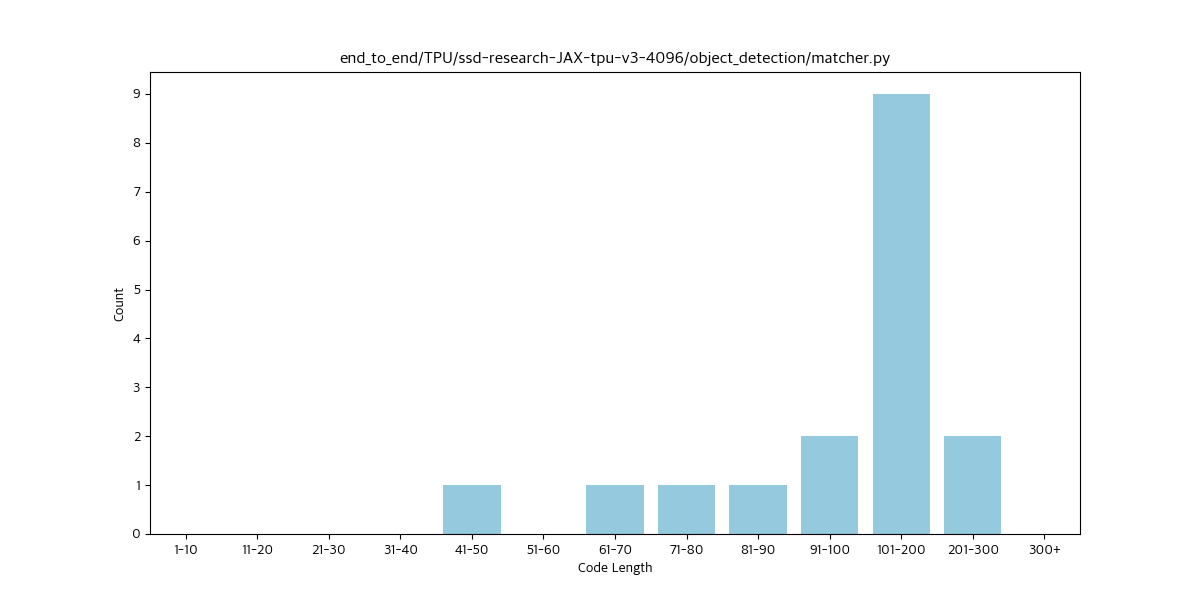 end_to_end/TPU/ssd-research-JAX-tpu-v3-4096/object_detection/matcher.py
9
8
7
6
5
4
3
2
1
0
Count
1-10 11-20 21-30 31-40 41-50 51-60 61-70 71-80 81-90 91-100 101-200 201-300 300+
Code Length